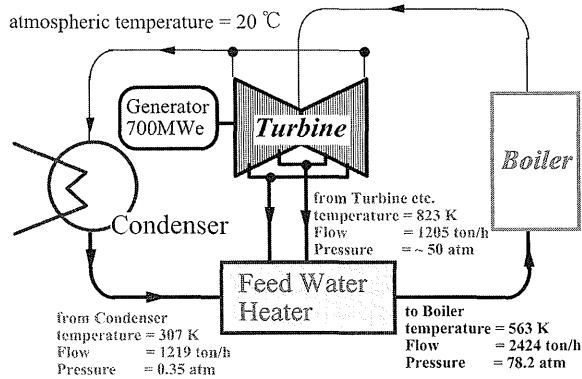 atmospheric temperature = 20 ℃
Generator
700MWe
Turbine
Boiler
Condenser
from Turbine etc.
temperature = 823 K
Flow = 1205 ton/h
Pressure = ~ 50 atm
Feed Water
Heater
from Condenser
temperature = 307 K
Flow = 1219 ton/h
Pressure = 0.35 atm
to Boiler
temperature = 563 K
Flow = 2424 ton/h
Pressure = 78.2 atm